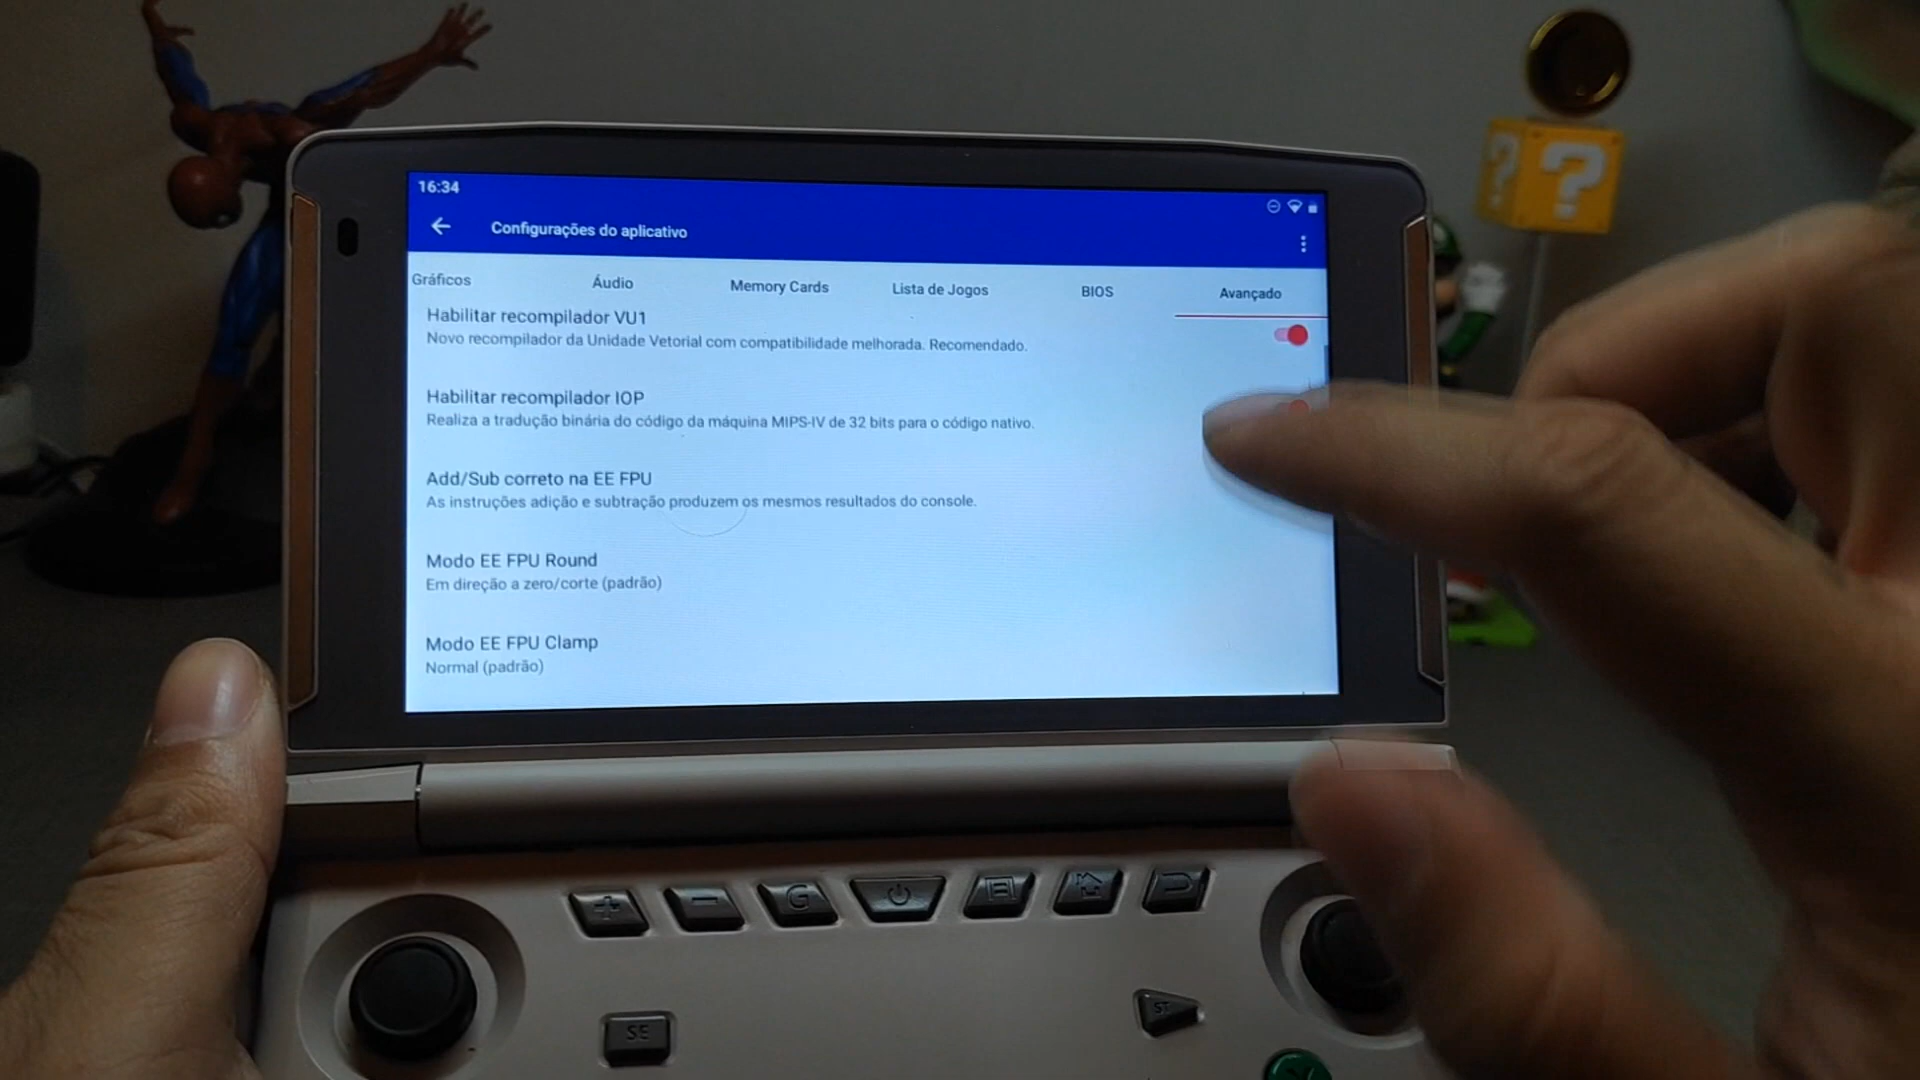 16:34
Configurações do aplicativo
Gráficos
Áudio
Memory Cards
Lista de Jogos
BIOS
Avançado
Habilitar recompilador VU1
Novo recompilador da Unidade Vetorial com compatibilidade melhorada. Recomendado.
Habilitar recompilador IOP
Realiza a tradução binária do código da máquina MIPS-IV de 32 bits para o código nativo.
Add/Sub correto na EE FPU
As instruções adição e subtração produzem os mesmos resultados do console.
Modo EE FPU Round
Em direção a zero/corte (padrão)
Modo EE FPU Clamp
Normal (padrão)
? ?
+ - G
SE
ST
Y